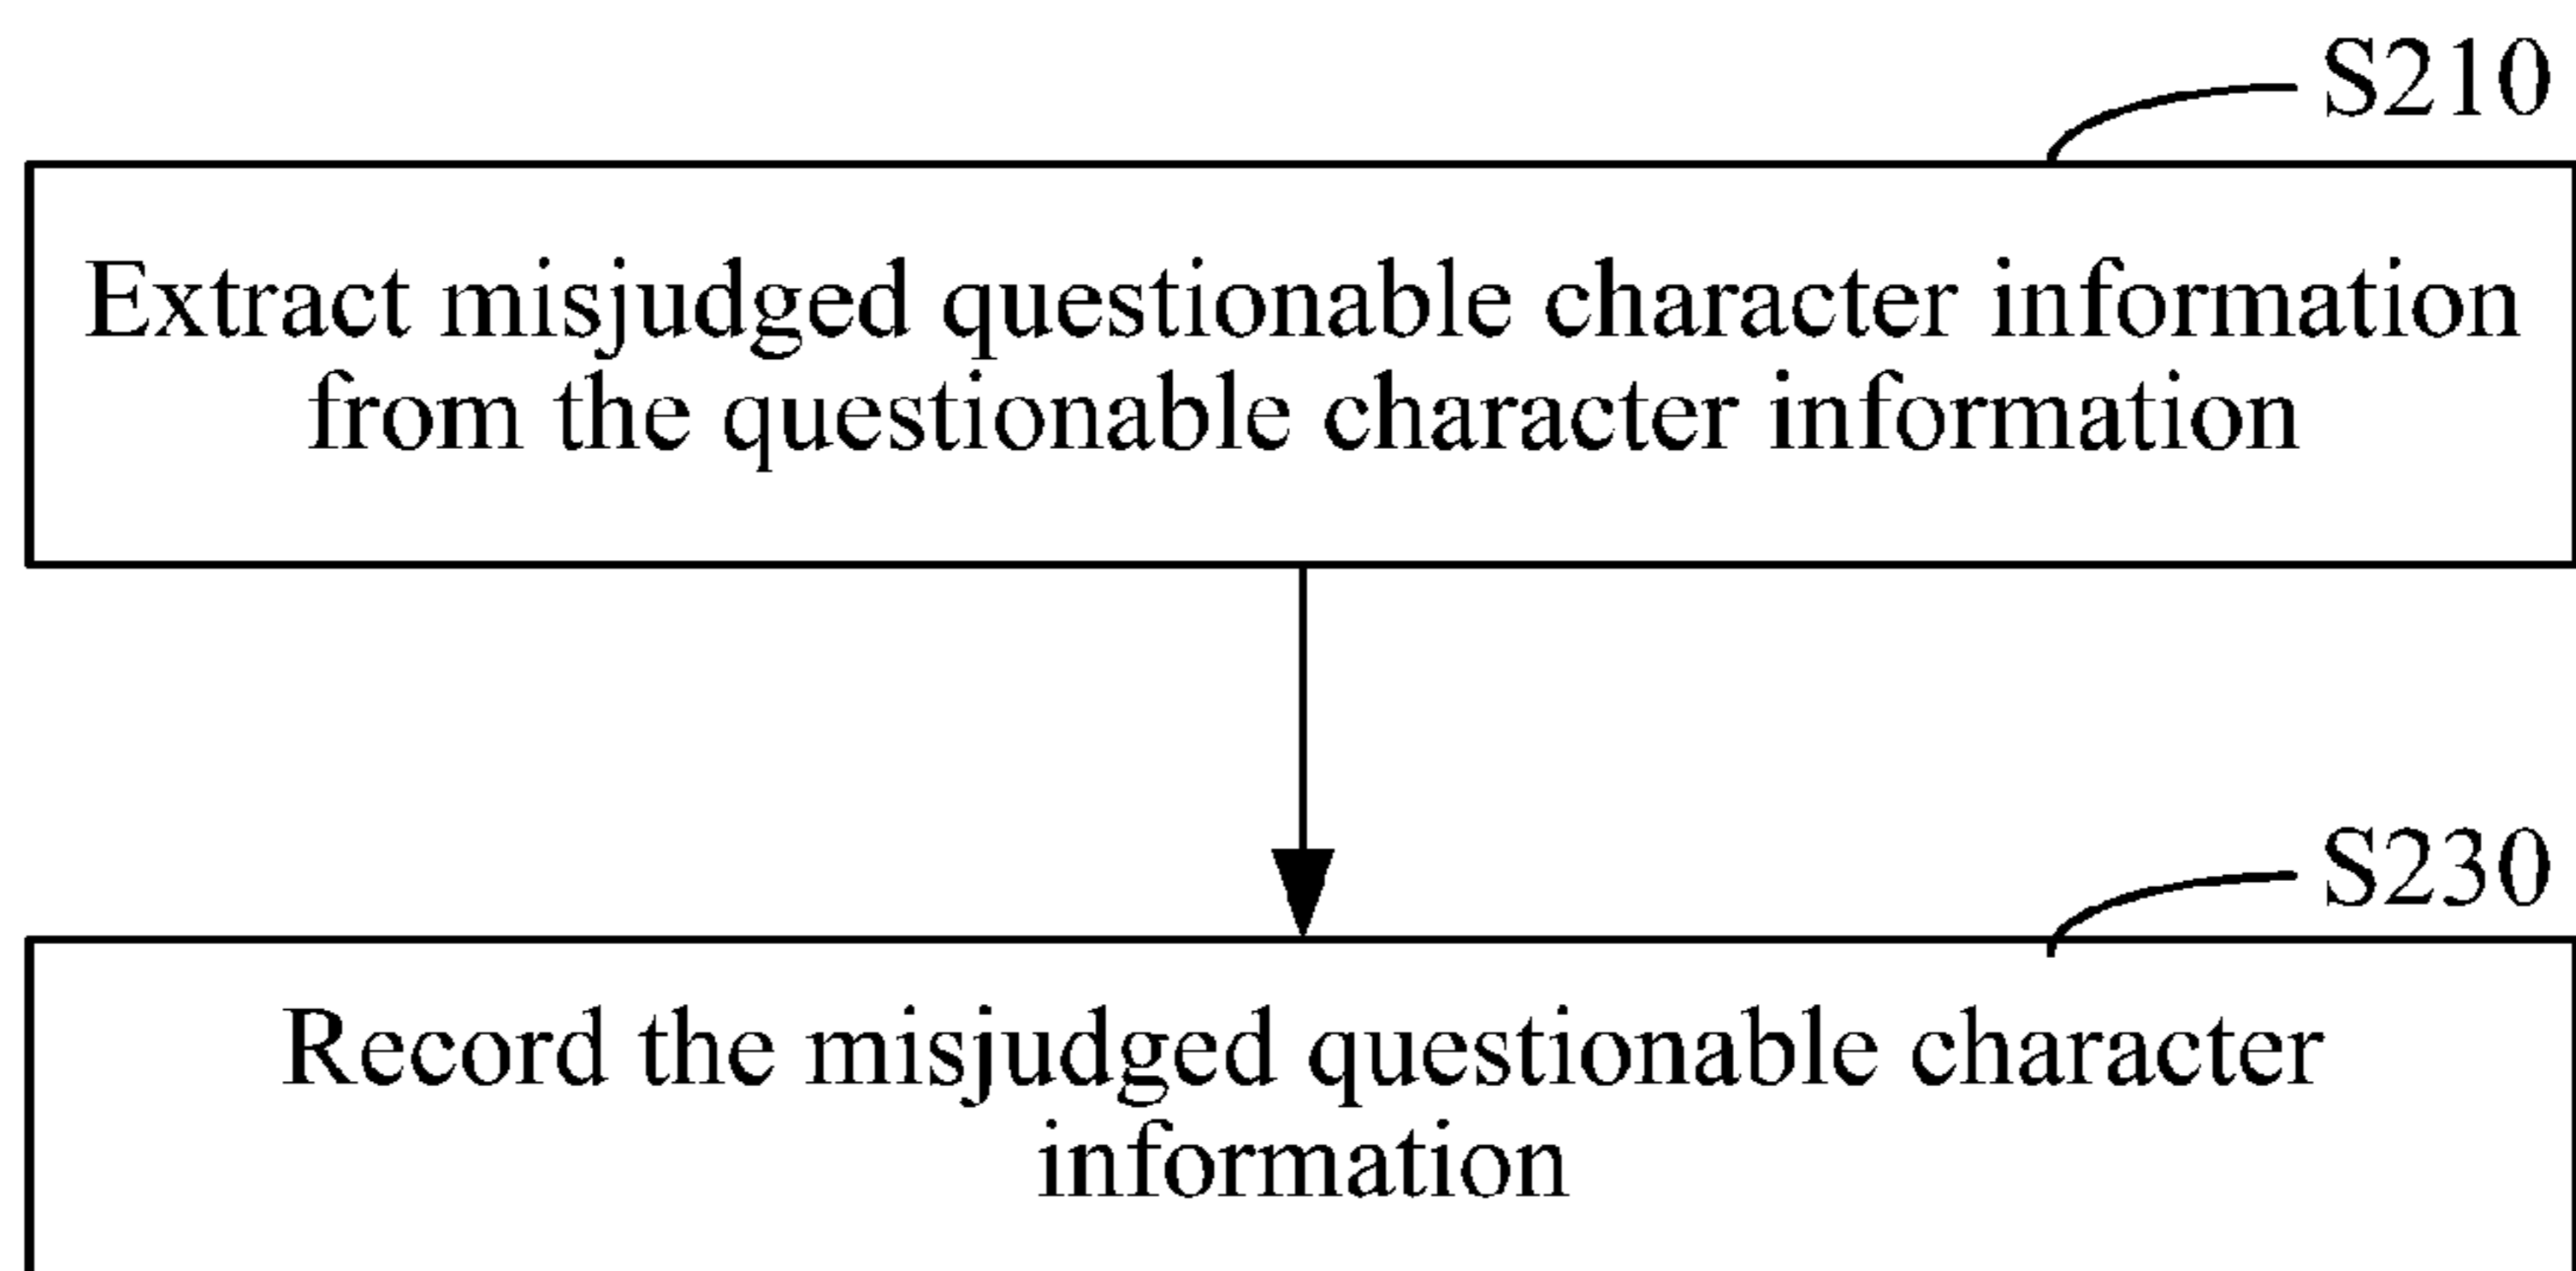 S210
Extract misjudged questionable character information
from the questionable character information
S230
Record the misjudged questionable character
information